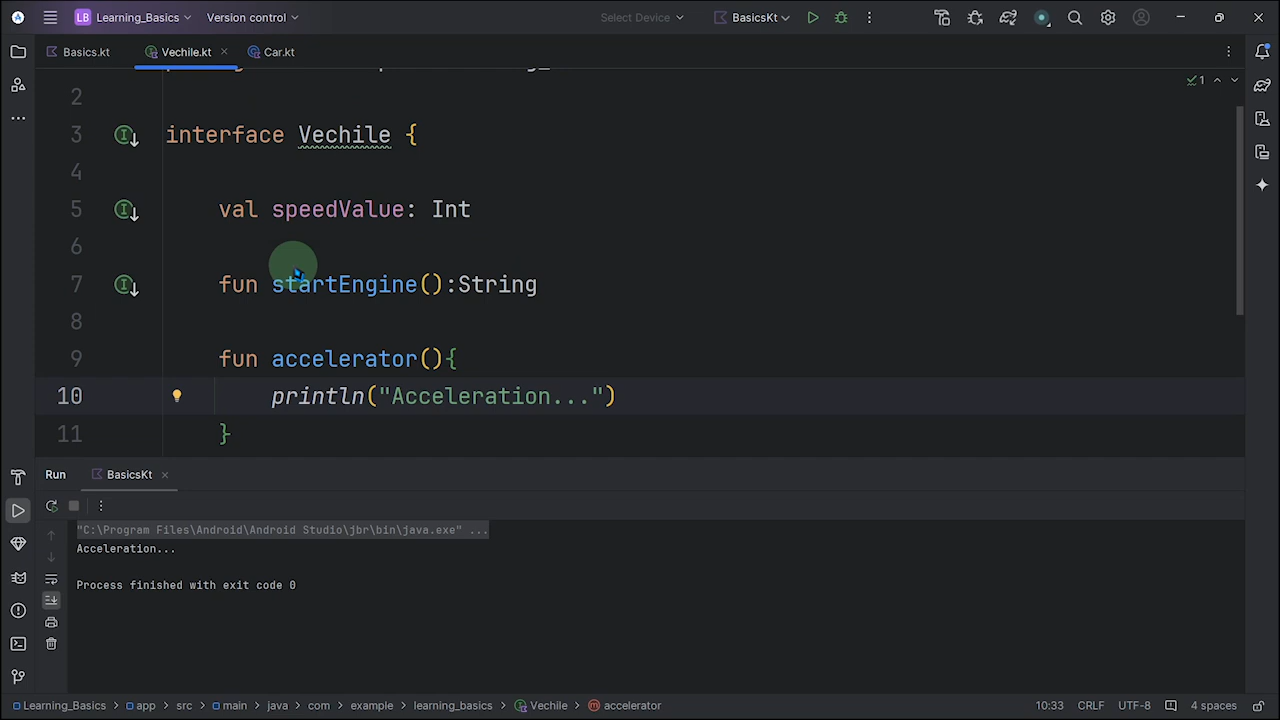 LB Learning_Basics Version control Select Device BasicsKt
Basics.kt Vechile.kt Car.kt
2
3 interface Vechile {
4
5 val speedValue: Int
6
7 fun startEngine():String
8
9 fun accelerator(){
10 println("Acceleration...")
11 }
1
Run BasicsKt
"C:\Program Files\Android\Android Studio\jbr\bin\java.exe" ...
Acceleration...
Process finished with exit code 0
Learning_Basics > app > src > main > java > com > example > learning_basics > Vechile > accelerator 10:33 CRLF UTF-8 4 spaces